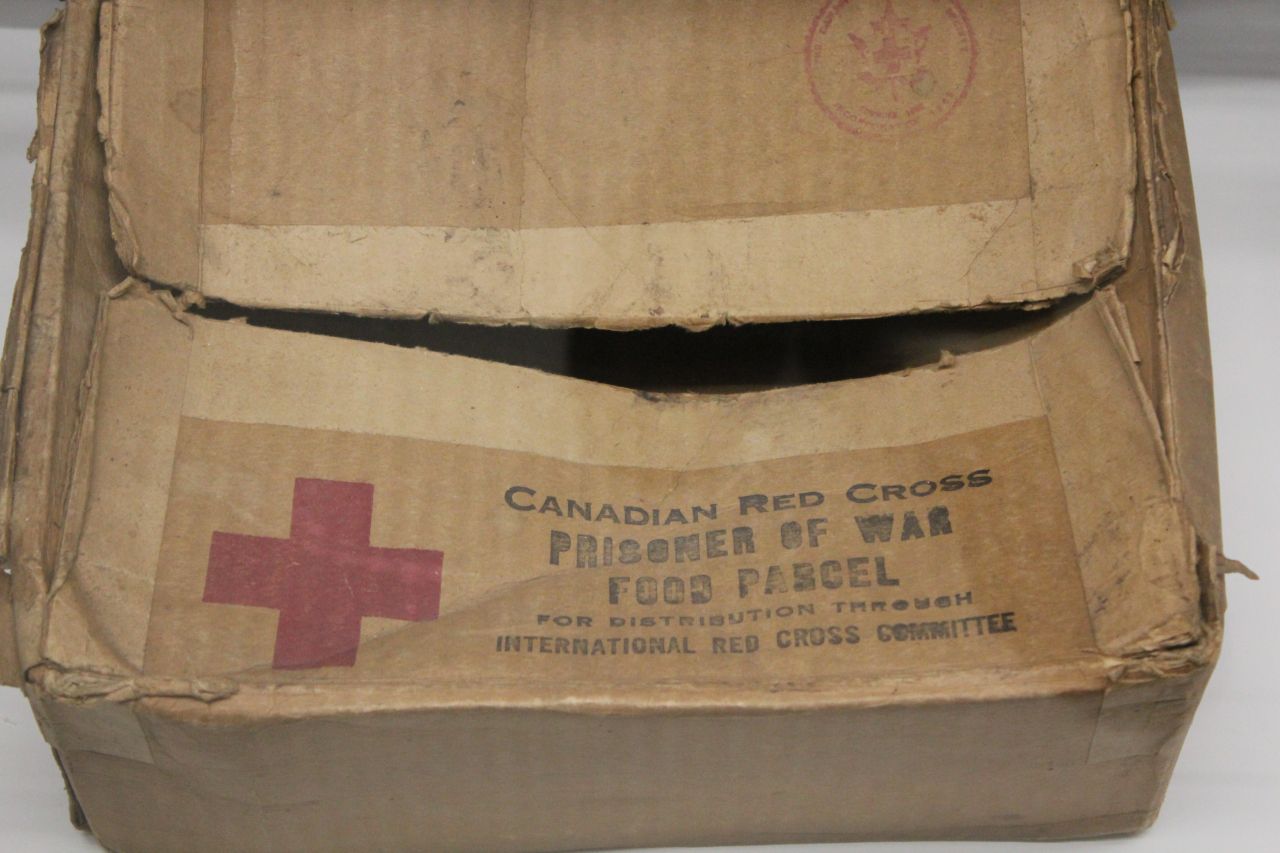 CANADIAN RED CROSS
PRISONER OF WAR
FOOD PARCEL
FOR DISTRIBUTION THROUGH
INTERNATIONAL RED CROSS COMMITTEE